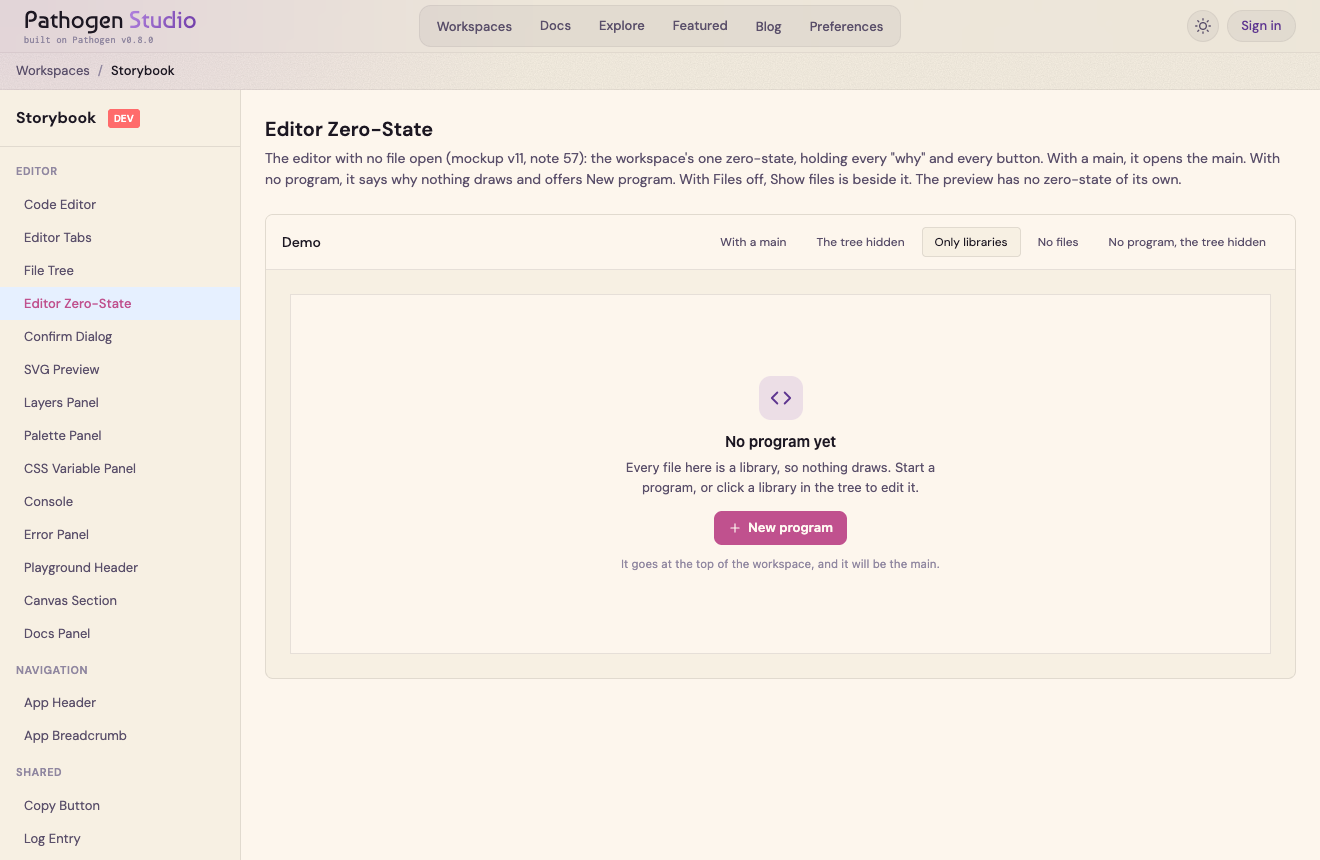 Pathogen Studio
built on Pathogen v0.8.0
Workspaces
Docs
Explore
Featured
Blog
Preferences
Sign in
Workspaces / Storybook
Storybook DEV
EDITOR
Code Editor
Editor Tabs
File Tree
Editor Zero-State
Confirm Dialog
SVG Preview
Layers Panel
Palette Panel
CSS Variable Panel
Console
Error Panel
Playground Header
Canvas Section
Docs Panel
NAVIGATION
App Header
App Breadcrumb
SHARED
Copy Button
Log Entry
Editor Zero-State
The editor with no file open (mockup v11, note 57): the workspace's one zero-state, holding every "why" and every button. With a main, it opens the main. With
no program, it says why nothing draws and offers New program. With Files off, Show files is beside it. The preview has no zero-state of its own.
Demo
With a main
The tree hidden
Only libraries
No files
No program, the tree hidden
No program yet
Every file here is a library, so nothing draws. Start a
program, or click a library in the tree to edit it.
+ New program
It goes at the top of the workspace, and it will be the main.